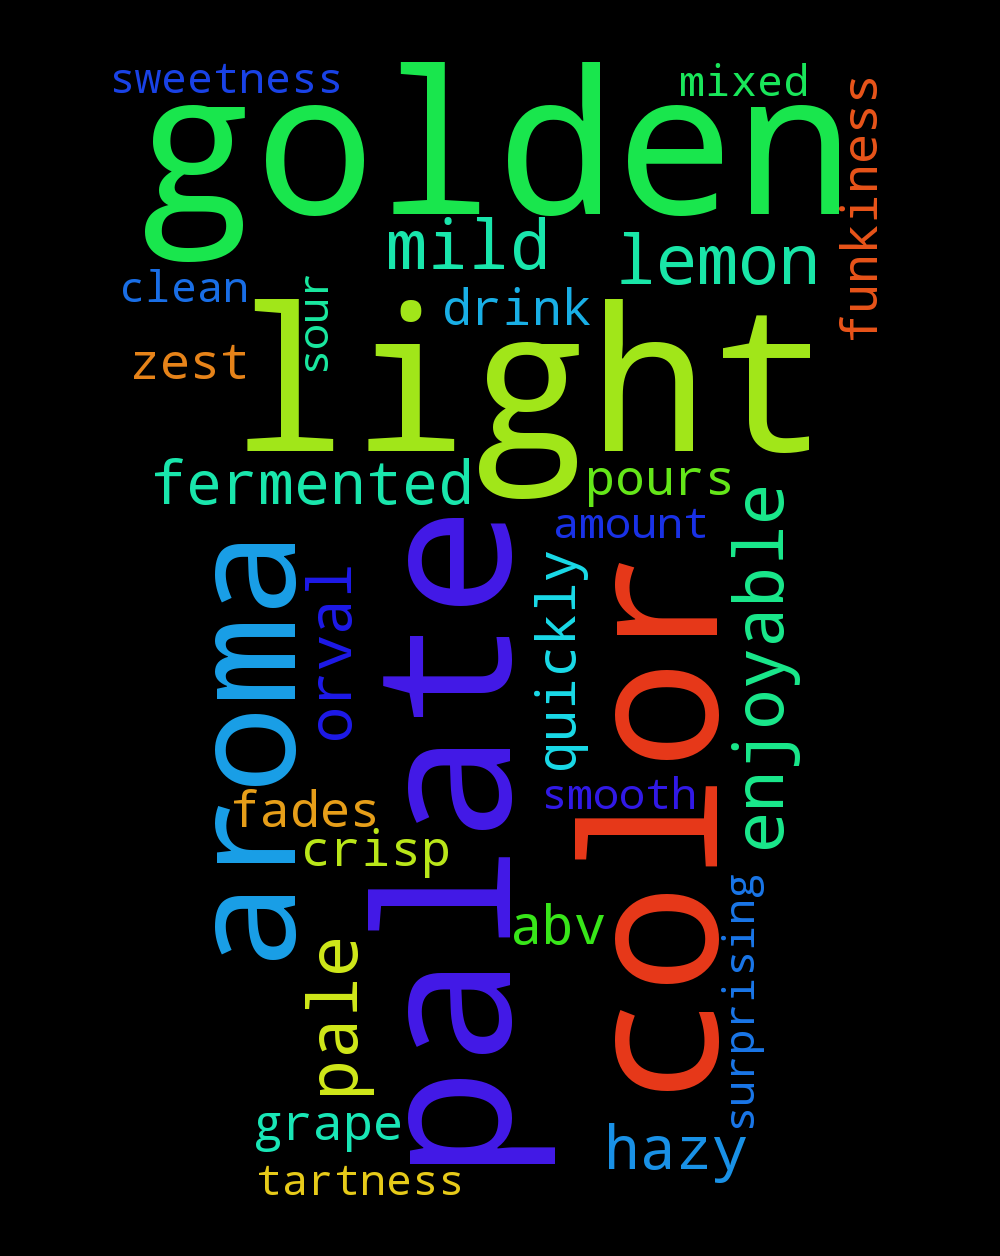 sweetness
mixed
golden
funkiness
mild
lemon
clean
sour
drink
zest
light
fermented
pours
amount
aroma
orval
palate
quickly
color
enjoyable
fades
smooth
crisp
abv
surprising
pale
grape
hazy
tartness